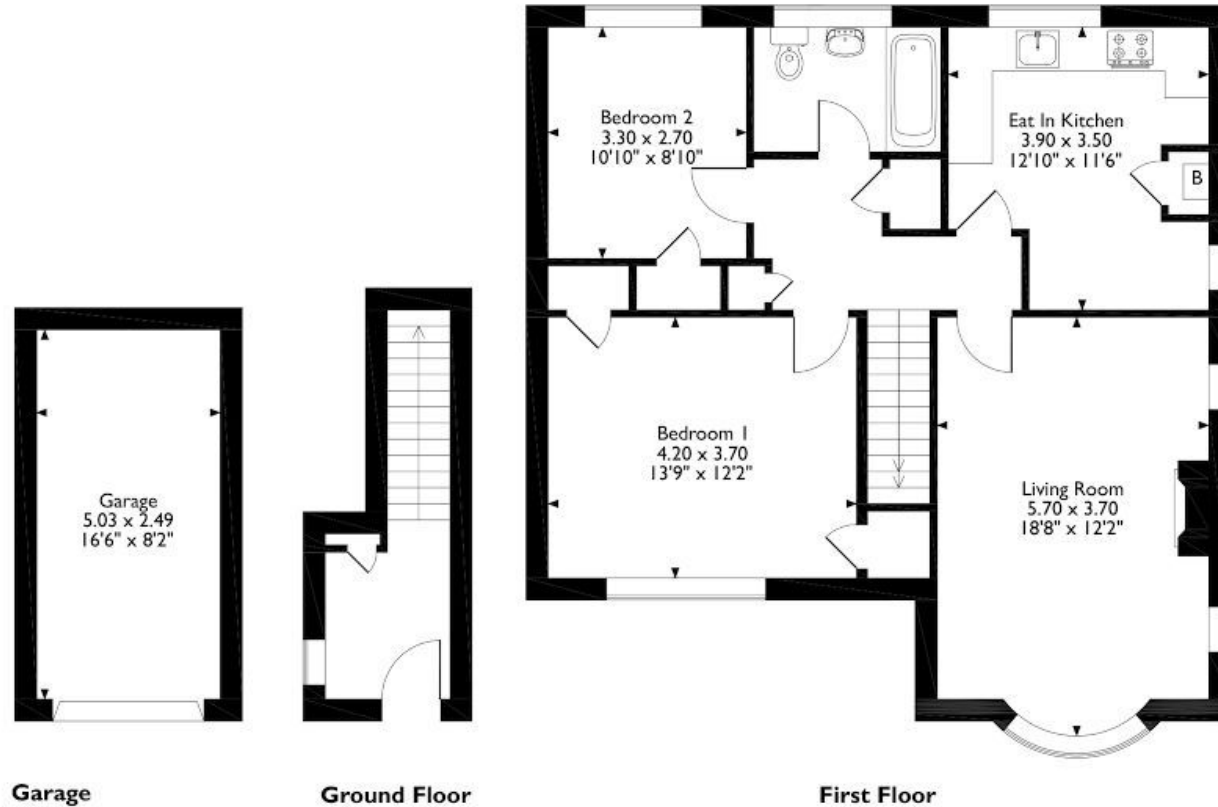 Bedroom 2
3.30 x 2.70
10'10" x 8'10"
Eat In Kitchen
3.90 x 3.50
12'10" x 11'6"
B
Bedroom 1
4.20 x 3.70
13'9" x 12'2"
Living Room
5.70 x 3.70
18'8" x 12'2"
Garage
5.03 x 2.49
16'6" x 8'2"
Garage
Ground Floor
First Floor